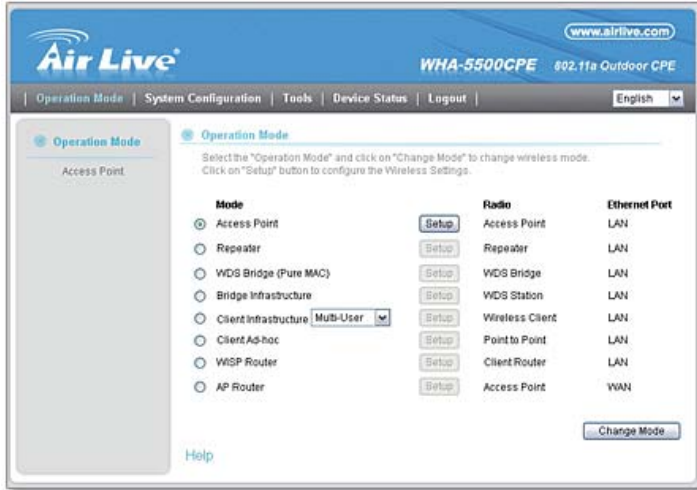 www.airlive.com
Air Live®
WHA-5500CPE 802.11a Outdoor CPE
| Operation Mode | System Configuration | Tools | Device Status | Logout | English
Operation Mode
Access Point
Operation Mode
Select the "Operation Mode" and click on "Change Mode" to change wireless mode.
Click on "Setup" button to configure the Wireless Settings.
Mode Radio Ethernet Port
Access Point Setup Access Point LAN
Repeater Setup Repeater LAN
WDS Bridge (Pure MAC) Setup WDS Bridge LAN
Bridge Infrastructure Setup WDS Station LAN
Client Infrastructure Multi-User Setup Wireless Client LAN
Client Ad-hoc Setup Point to Point LAN
WISP Router Setup Client Router LAN
AP Router Setup Access Point WAN
Change Mode
Help